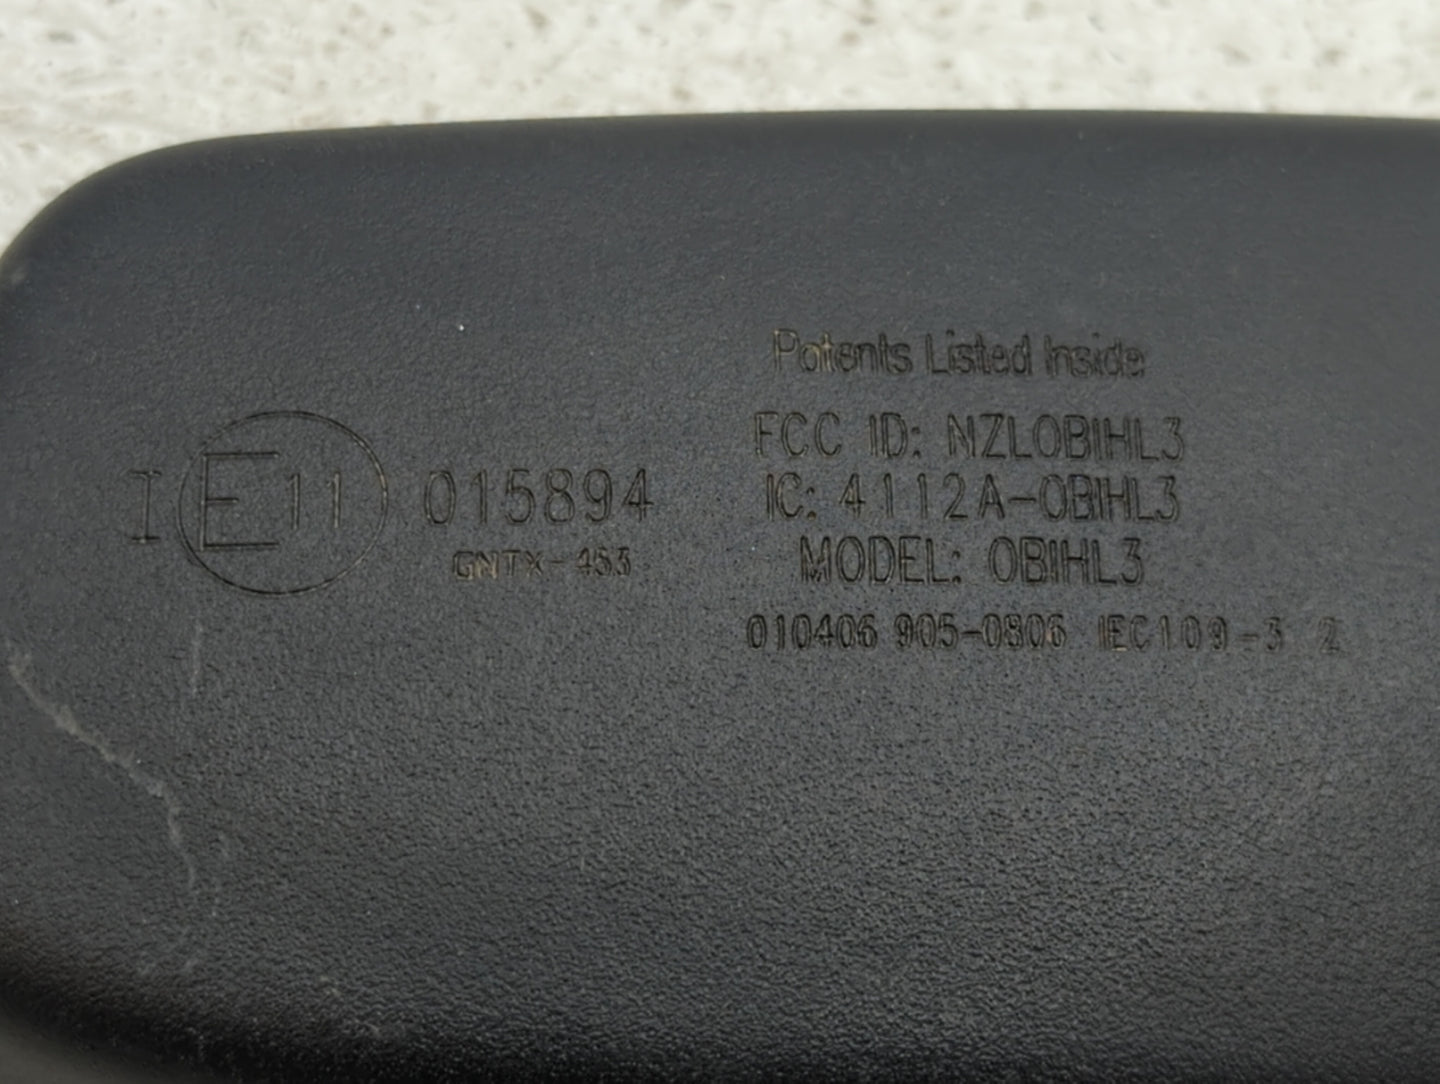 Patents Listed Inside
FCC ID: NZLOBIHL3
I E11 015894
IC: 4112A-OBIHL3
GNTX-453
MODEL: OBIHL3
010406 905-0806 IEC109-3 2